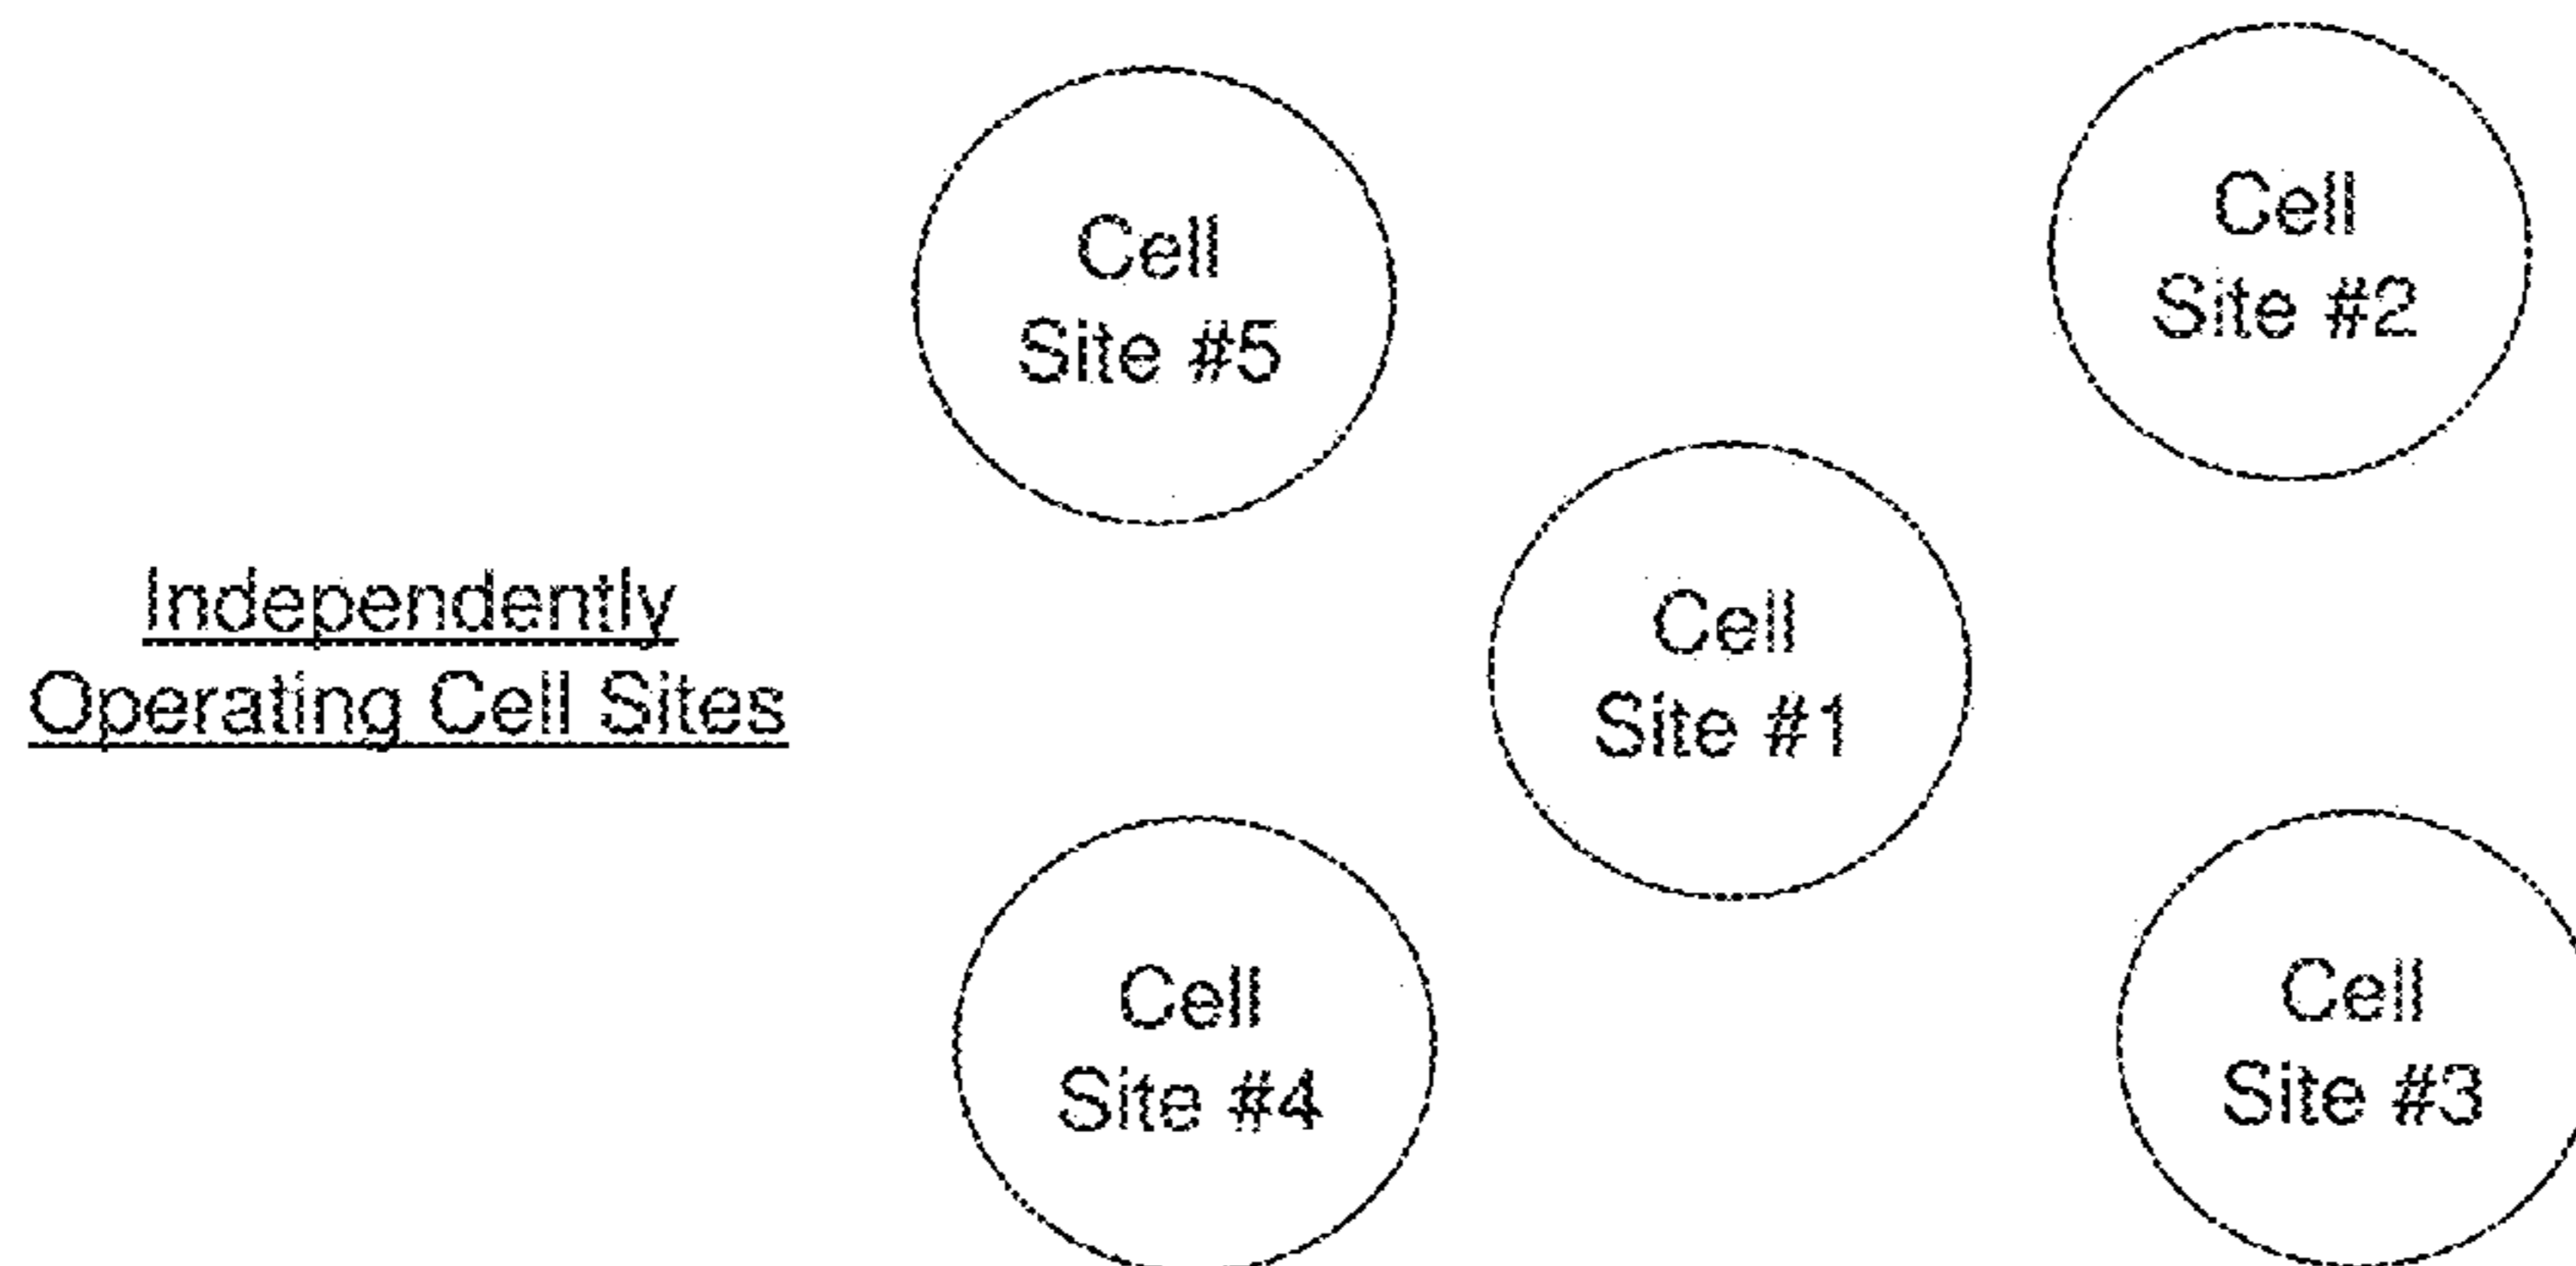 Cell
Site #5
Cell
Site #2
Independently
Operating Cell Sites
Cell
Site #1
Cell
Site #4
Cell
Site #3